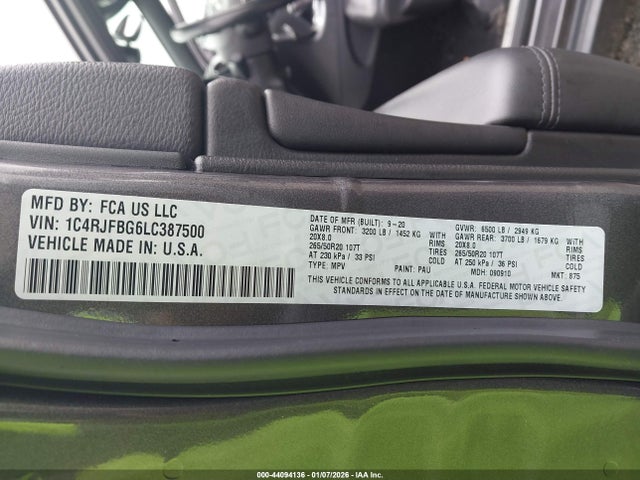 MFD BY: FCA US LLC
VIN: 1C4RJFBG6LC387500
VEHICLE MADE IN: U.S.A.
DATE OF MFR (BUILT): 9-20 GVWR: 6500 LB / 2949 KG
GAWR FRONT: 3200 LB / 1452 KG GAWR REAR: 3700 LB / 1679 KG
20X8.0 RIMS 20X8.0 RIMS
265/50R20 107T TIRES 265/50R20 107T TIRES
AT 230 kPa / 33 PSI COLD AT 250 kPa / 36 PSI COLD
TYPE: MPV PAINT: PAU MDH: 090910 MKT: 875
THIS VEHICLE CONFORMS TO ALL APPLICABLE U.S.A. FEDERAL MOTOR VEHICLE SAFETY
STANDARDS IN EFFECT ON THE DATE OF MANUFACTURE SHOWN ABOVE.
000-44094136 - 01/07/2026 - IAA Inc.